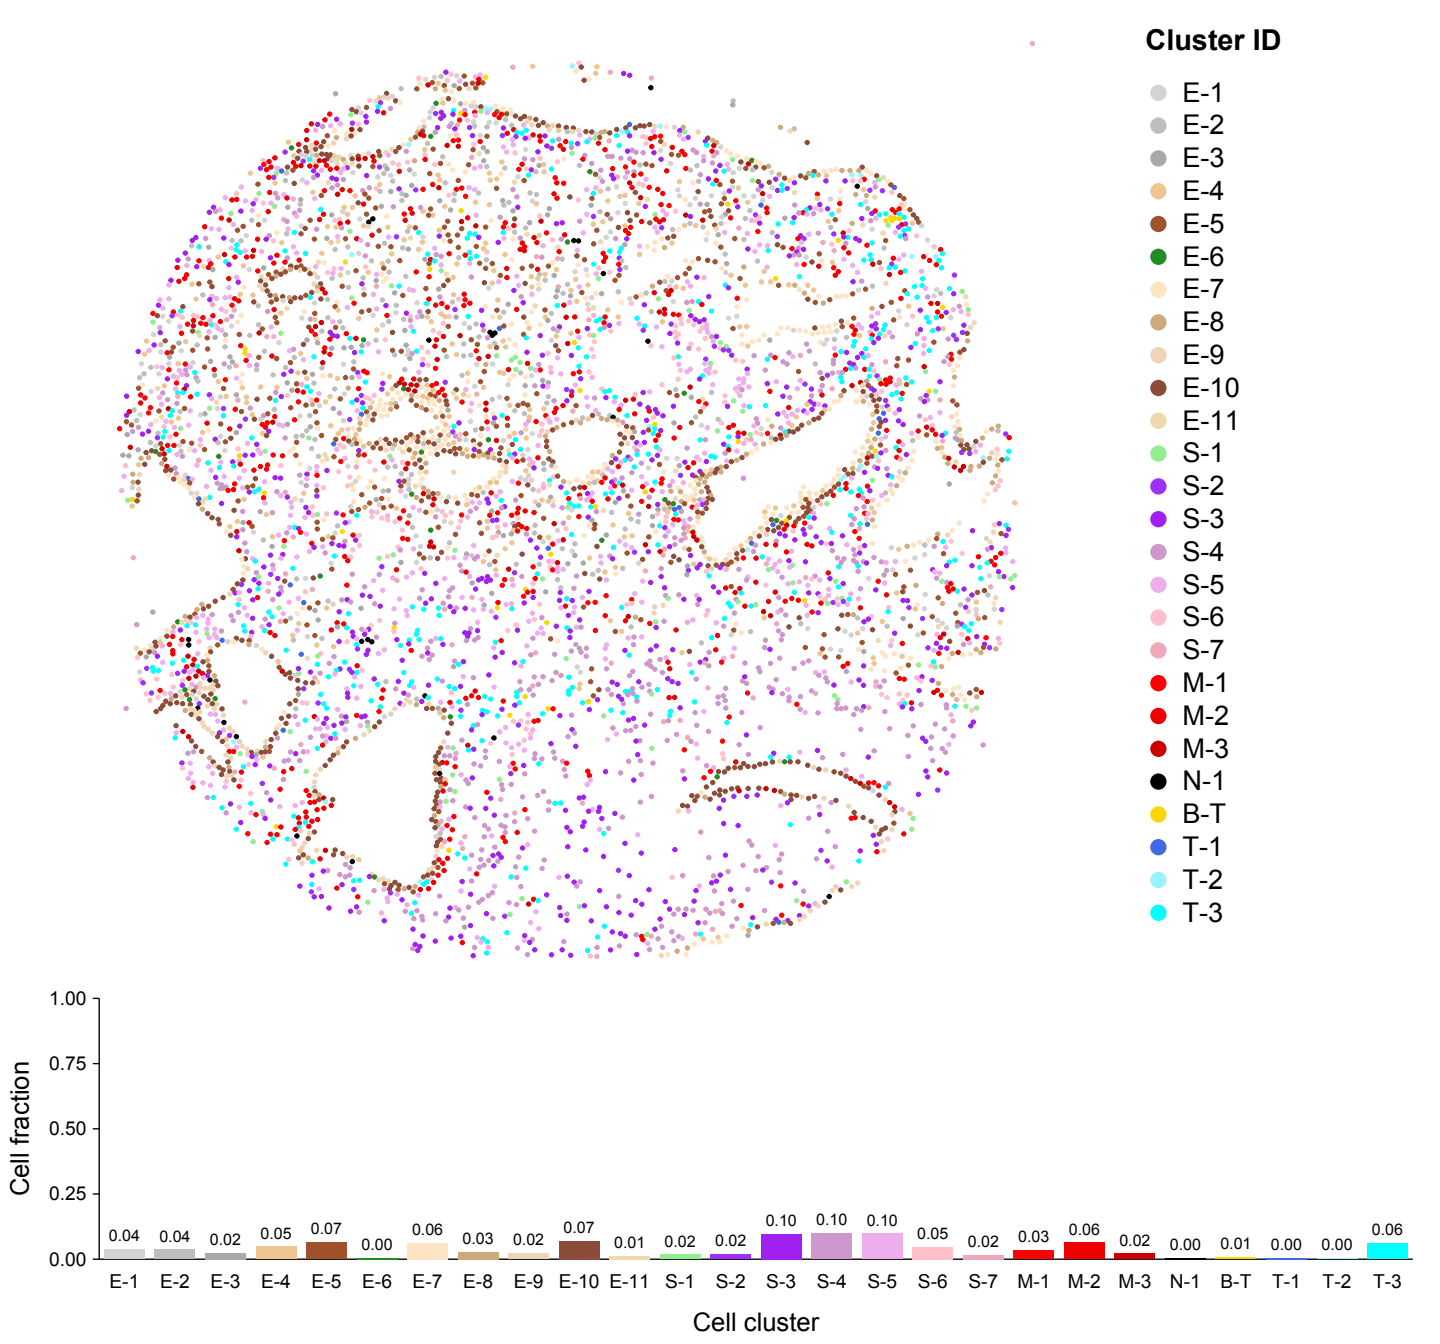 Cluster ID
E-1
E-2
E-3
E-4
E-5
E-6
E-7
E-8
E-9
E-10
E-11
S-1
S-2
S-3
S-4
S-5
S-6
S-7
M-1
M-2
M-3
N-1
B-T
T-1
T-2
T-3
Cell fraction
1.00
0.75
0.50
0.25
0.00
0.04 0.04 0.02 0.05 0.07 0.00 0.06 0.03 0.02 0.07 0.01 0.02 0.02 0.10 0.10 0.10 0.05 0.02 0.03 0.06 0.02 0.00 0.01 0.00 0.00 0.06
E-1 E-2 E-3 E-4 E-5 E-6 E-7 E-8 E-9 E-10 E-11 S-1 S-2 S-3 S-4 S-5 S-6 S-7 M-1 M-2 M-3 N-1 B-T T-1 T-2 T-3
Cell cluster